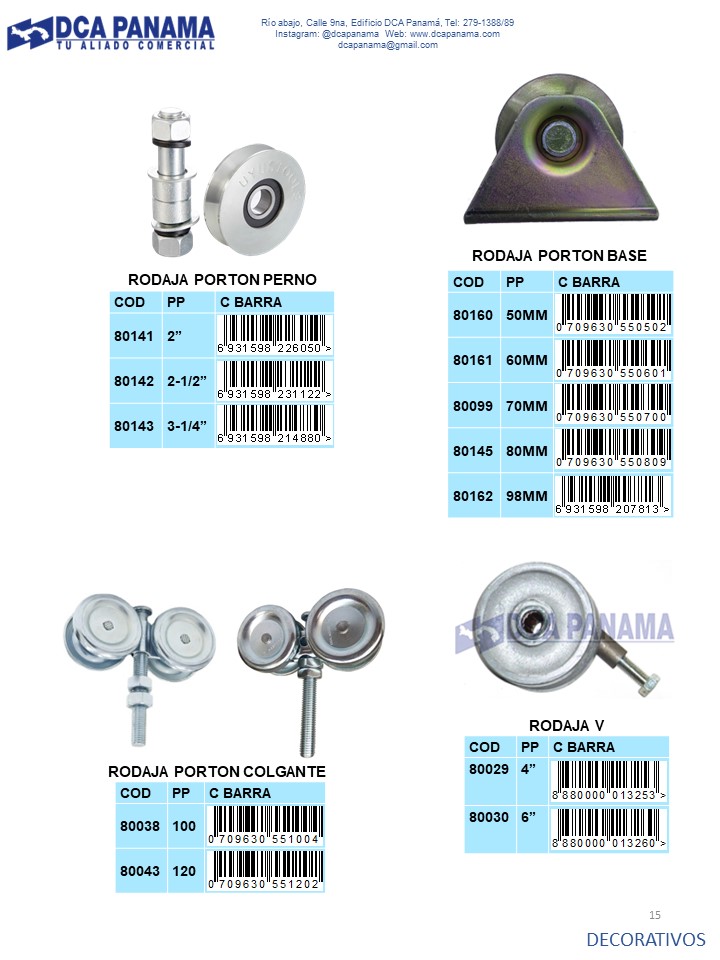 DCA PANAMA
TU ALIADO COMERCIAL
Río abajo, Calle 9na, Edificio DCA Panamá, Tel: 279-1388/89
Instagram: @dcapanama Web: www.dcapanama.com
dcapanama@gmail.com
RODAJA PORTON PERNO
COD PP C BARRA
80141 2” 6 931598 226050 >
80142 2-1/2” 6 931598 231122 >
80143 3-1/4” 6 931598 214880 >
RODAJA PORTON BASE
COD PP C BARRA
80160 50MM 0 709630 550502
80161 60MM 0 709630 550601
80099 70MM 0 709630 550700
80145 80MM 0 709630 550809
80162 98MM 6 931598 207813 >
RODAJA PORTON COLGANTE
COD PP C BARRA
80038 100 0 709630 551004
80043 120 0 709630 551202
DCA PANAMA
RODAJA V
COD PP C BARRA
80029 4” 8 880000 013253 >
80030 6” 8 880000 013260 >
15
DECORATIVOS